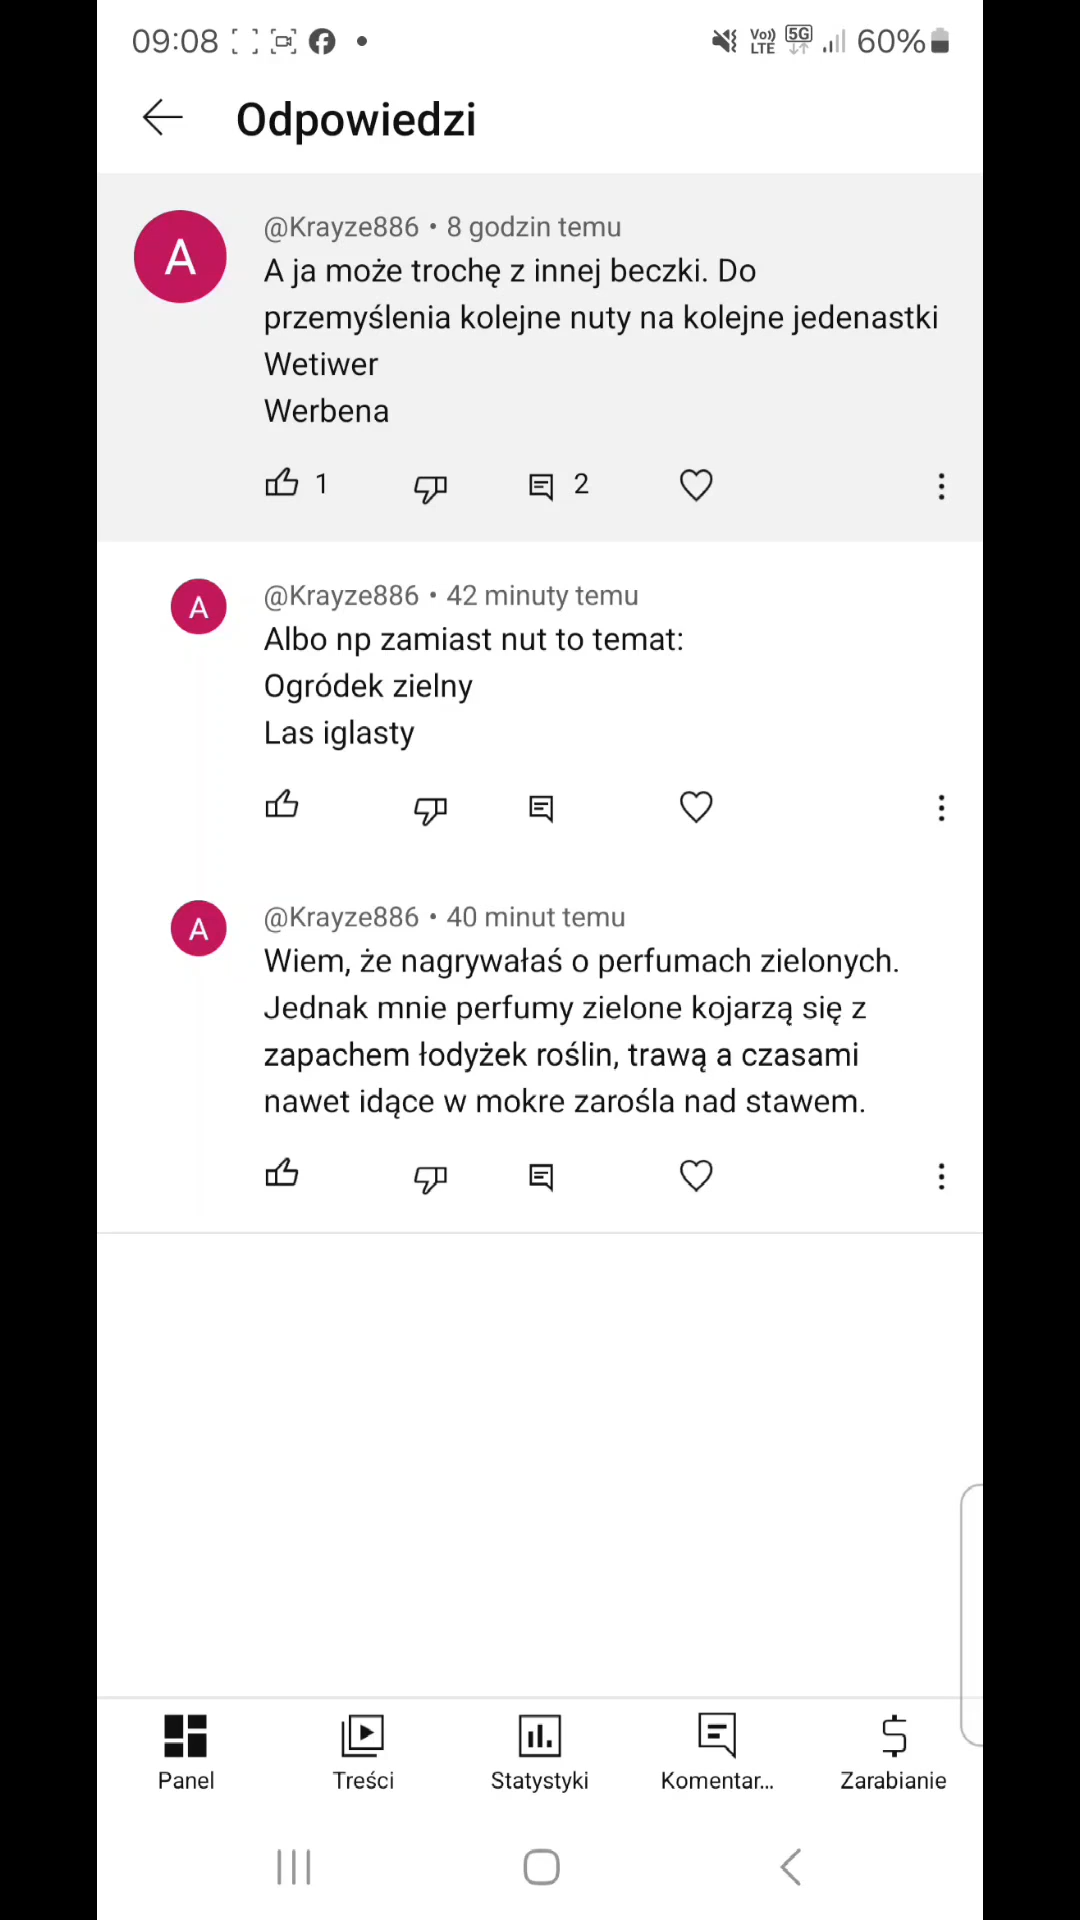 09:08
Vo))
LTE
5G
60%
Odpowiedzi
A
@Krayze886 • 8 godzin temu
A ja może trochę z innej beczki. Do
przemyślenia kolejne nuty na kolejne jedenastki
Wetiwer
Werbena
1
2
A
@Krayze886 • 42 minuty temu
Albo np zamiast nut to temat:
Ogródek zielny
Las iglasty
A
@Krayze886 • 40 minut temu
Wiem, że nagrywałaś o perfumach zielonych.
Jednak mnie perfumy zielone kojarzą się z
zapachem łodyżek roślin, trawą a czasami
nawet idące w mokre zarośla nad stawem.
Panel
Treści
Statystyki
Komentar...
Zarabianie